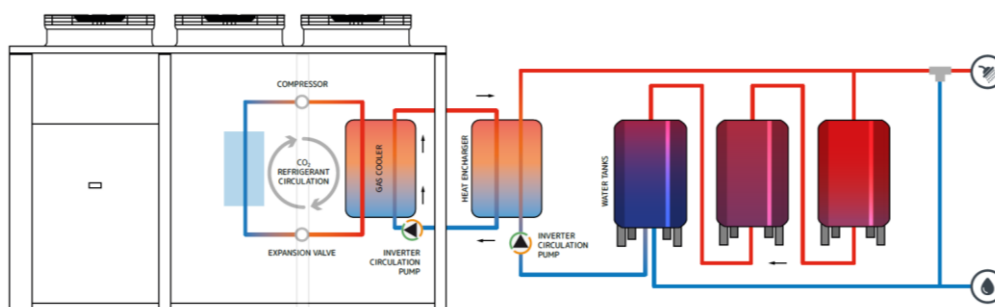 COMPRESSOR
CO₂
REFRIGERANT
CIRCULATION
EXPANSION VALVE
GAS COOLER
INVERTER
CIRCULATION
PUMP
HEAT ENCHARGER
INVERTER
CIRCULATION
PUMP
WATER TANKS